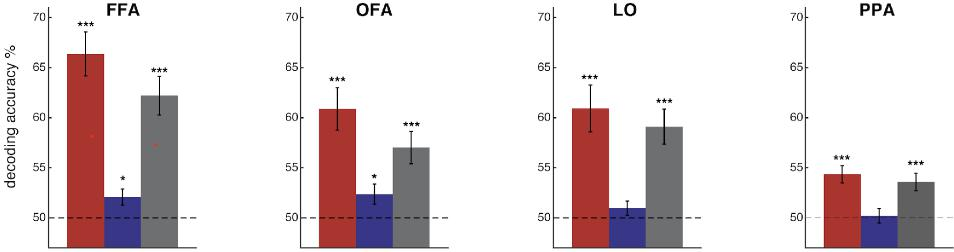 FFA OFA LO PPA
decoding accuracy %
70 70 70 70
*** 
*** *** ***
65 65 65 65
*** ***
60 60 60 60
*** ***
55 55 55 55
* *
50 50 50 50